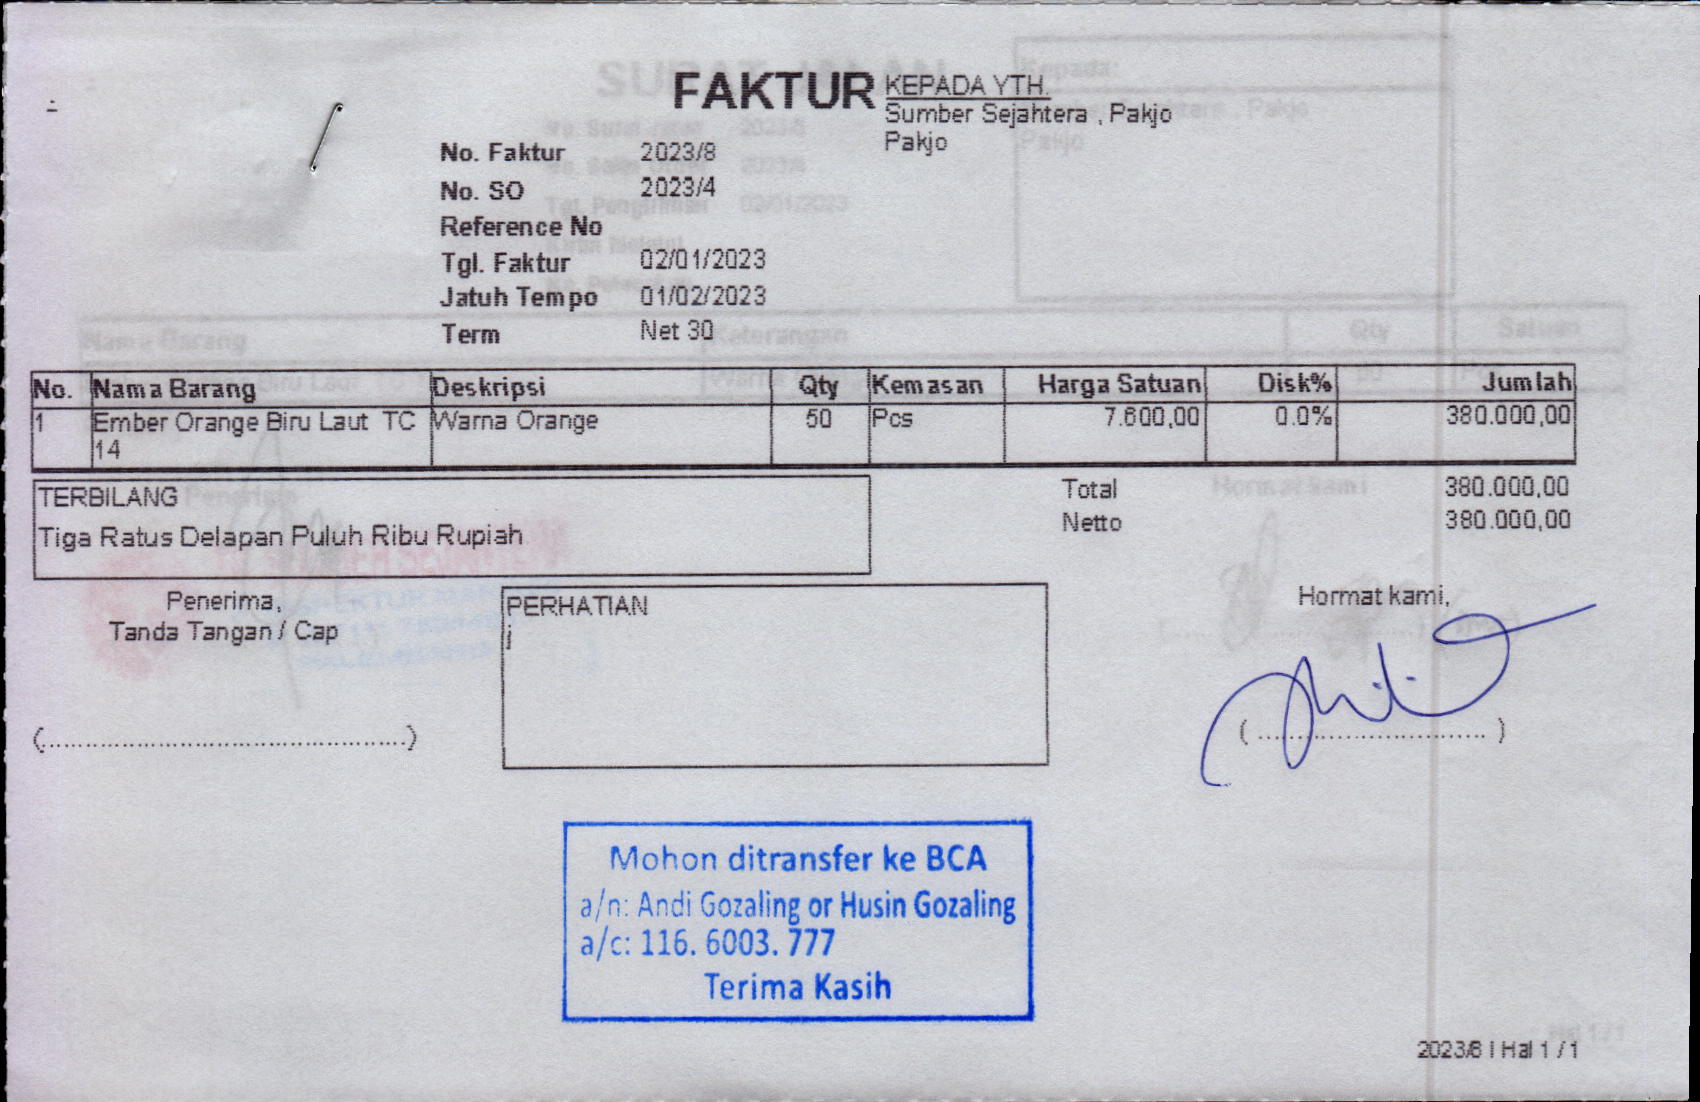 FAKTUR
KEPADA YTH.
Sumber Sejahtera , Pakjo
Pakjo
No. Faktur 2023/8
No. SO 2023/4
Reference No
Tgl. Faktur 02/01/2023
Jatuh Tempo 01/02/2023
Term Net 30
No. Nama Barang Deskripsi Qty Kemasan Harga Satuan Disk% Jumlah
1 Ember Orange Biru Laut TC Warna Orange 50 Pcs 7.600,00 0.0% 380.000,00
14
TERBILANG
Tiga Ratus Delapan Puluh Ribu Rupiah
Total 380.000,00
Netto 380.000,00
Penerima,
Tanda Tangan / Cap
(................................................)
PERHATIAN
j
Hormat kami,
( .............................. )
Mohon ditransfer ke BCA
a/n: Andi Gozaling or Husin Gozaling
a/c: 116. 6003. 777
Terima Kasih
2023/8 | Hal 1 / 1